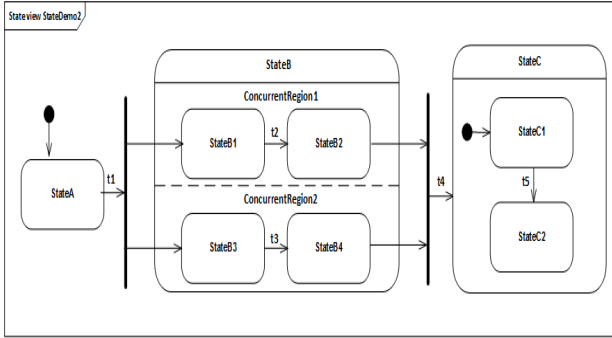 State view StateDemo2
StateB
StateC
ConcurrentRegion1
StateB1
t2
StateB2
StateC1
StateA
t1
t4
t5
ConcurrentRegion2
StateB3
t3
StateB4
StateC2